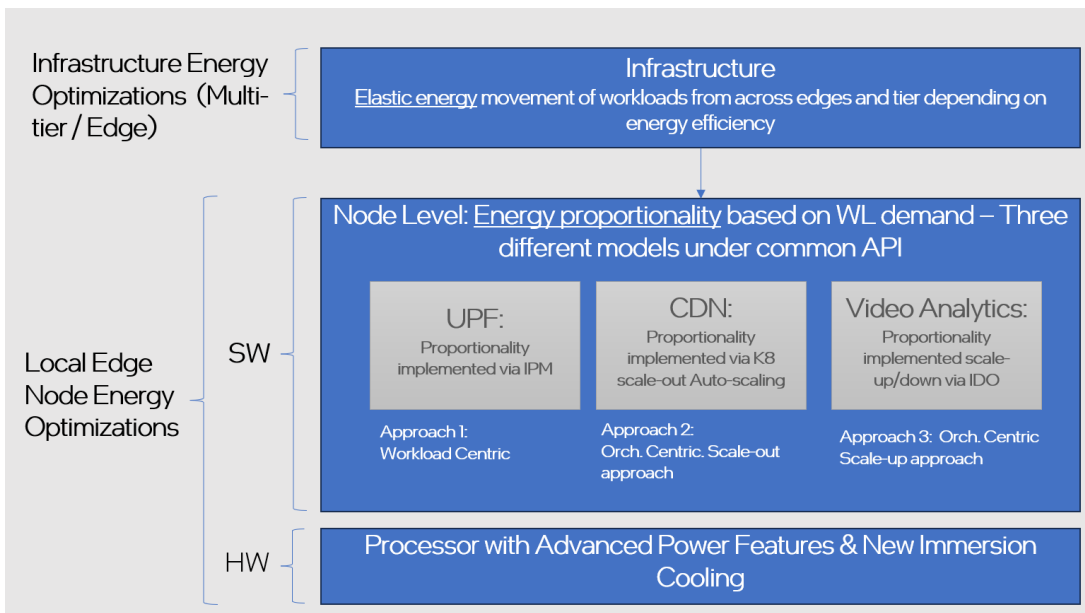 Infrastructure Energy
Optimizations (Multi-
tier / Edge)
Infrastructure
Elastic energy movement of workloads from across edges and tier depending on
energy efficiency
Local Edge
Node Energy
Optimizations
SW
Node Level: Energy proportionality based on WL demand – Three
different models under common API
UPF:
Proportionality
implemented via IPM
Approach 1:
Workload Centric
CDN:
Proportionality
implemented via K8
scale-out Auto-scaling
Approach 2:
Orch. Centric. Scale-out
approach
Video Analytics:
Proportionality
implemented scale-
up/down via IDO
Approach 3: Orch. Centric
Scale-up approach
HW
Processor with Advanced Power Features & New Immersion
Cooling